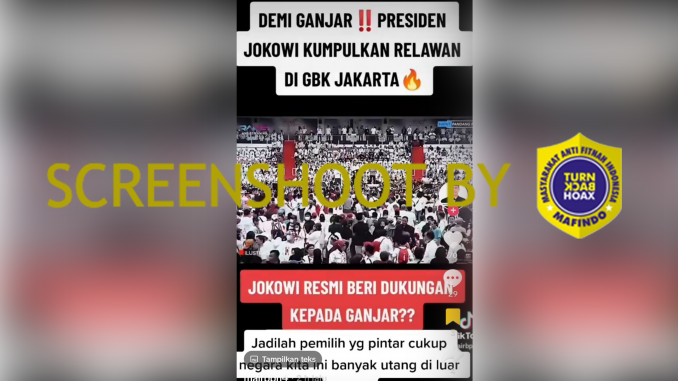 DEMI GANJAR‼️PRESIDEN
JOKOWI KUMPULKAN RELAWAN
DI GBK JAKARTA🔥
SCREENSHOOT BY
MASYARAKAT ANTI FITNAH INDONESIA
TURN
BACK
HOAX
MAFINDO
JOKOWI RESMI BERI DUKUNGAN
KEPADA GANJAR??
Jadilah pemilih yg pintar cukup
negara kita ini banyak utang di luar
Tampilkan teks